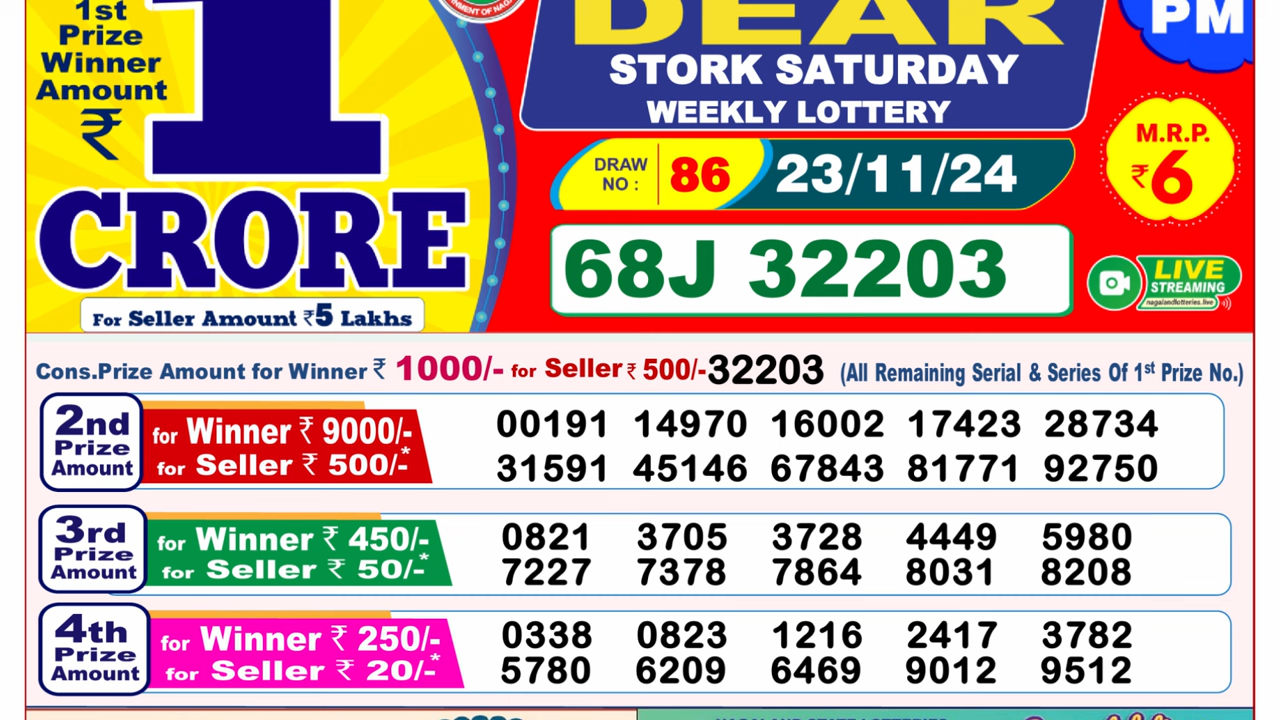 1st
Prize
Winner
Amount
₹
1
CRORE
For Seller Amount ₹5 Lakhs
DEAR
STORK SATURDAY
WEEKLY LOTTERY
PM
DRAW
NO :
86
23/11/24
M.R.P.
₹6
68J 32203
LIVE
STREAMING
nagalandlotteries.live
Cons.Prize Amount for Winner ₹ 1000/- for Seller ₹ 500/- 32203 (All Remaining Serial & Series Of 1st Prize No.)
2nd
Prize
Amount
for Winner ₹ 9000/-
for Seller ₹ 500/-*
00191 14970 16002 17423 28734
31591 45146 67843 81771 92750
3rd
Prize
Amount
for Winner ₹ 450/-
for Seller ₹ 50/-*
0821 3705 3728 4449 5980
7227 7378 7864 8031 8208
4th
Prize
Amount
for Winner ₹ 250/-
for Seller ₹ 20/-*
0338 0823 1216 2417 3782
5780 6209 6469 9012 9512
NAGALAND STATE LOTTERIES